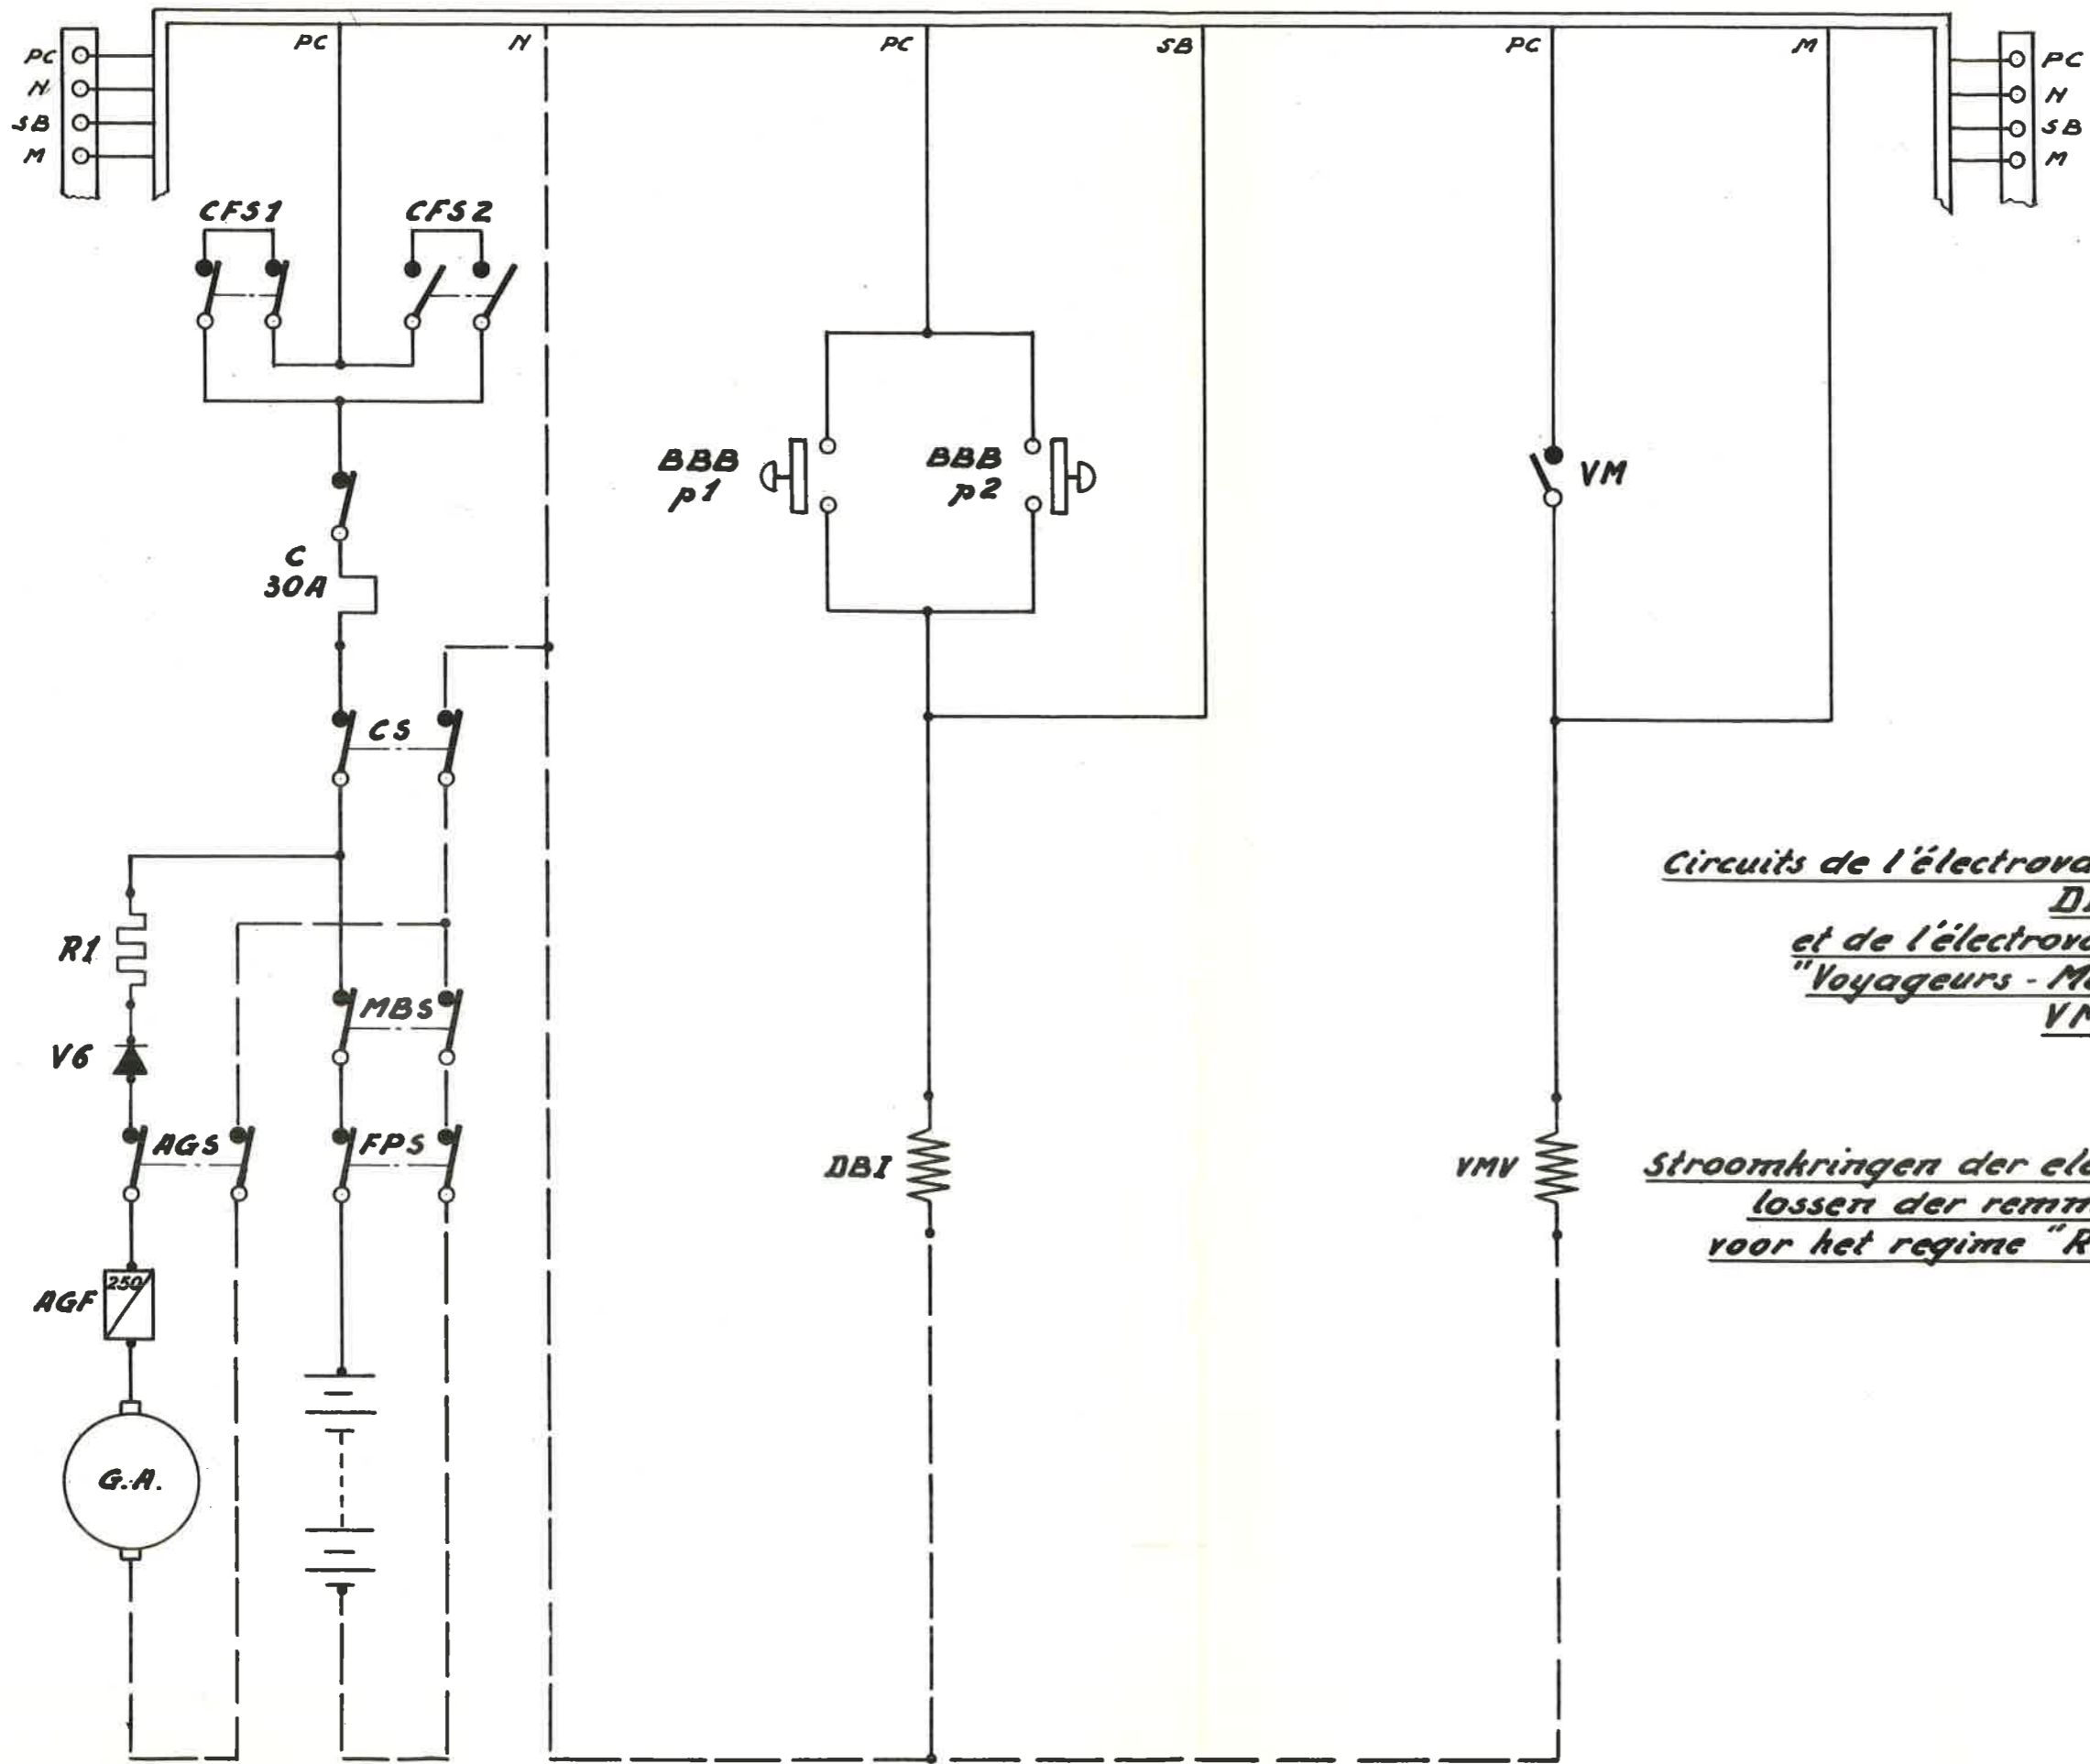 PC
N
PC
SB
PC
M
PC
N
SB
M
PC
N
SB
M
CFS1
CFS2
BBB
p1
BBB
p2
VM
C
30A
CS
R1
MBS
V6
AGS
FPS
DBI
VMV
AGF
250
G.A.
Circuits de l'électrova
et de l'électrova
"Voyageurs - M
VM
Stroomkringen der ele
lossen der remm
voor het regime "R